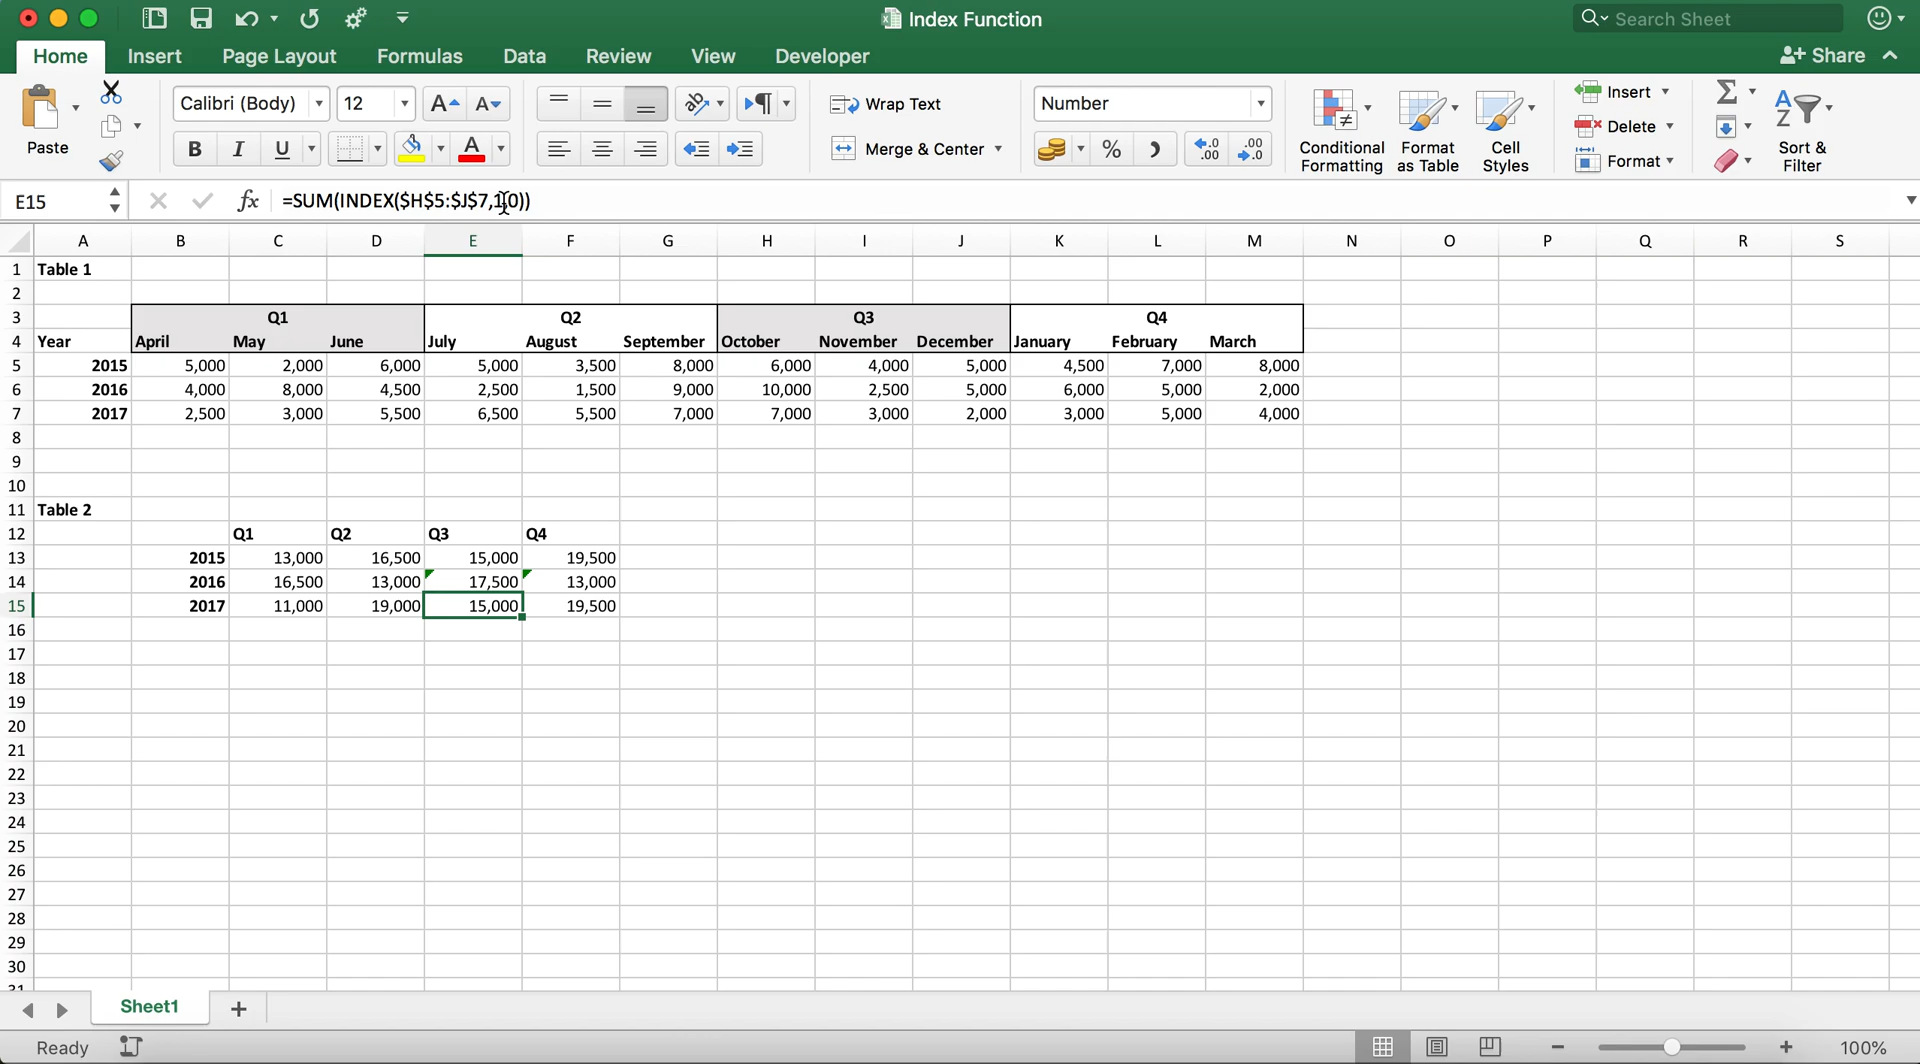 Index Function
Search Sheet
Home Insert Page Layout Formulas Data Review View Developer Share
Paste
Calibri (Body) 12
Wrap Text
Merge & Center
Number
Conditional Formatting
Format as Table
Cell Styles
Insert
Delete
Format
Sort & Filter
E15 fx =SUM(INDEX($H$5:$J$7,1,0))
A B C D E F G H I J K L M N O P Q R S
1 Table 1
2
3 Q1 Q2 Q3 Q4
4 Year April May June July August September October November December January February March
5 2015 5,000 2,000 6,000 5,000 3,500 8,000 6,000 4,000 5,000 4,500 7,000 8,000
6 2016 4,000 8,000 4,500 2,500 1,500 9,000 10,000 2,500 5,000 6,000 5,000 2,000
7 2017 2,500 3,000 5,500 6,500 5,500 7,000 7,000 3,000 2,000 3,000 5,000 4,000
8
9
10
11 Table 2
12 Q1 Q2 Q3 Q4
13 2015 13,000 16,500 15,000 19,500
14 2016 16,500 13,000 17,500 13,000
15 2017 11,000 19,000 15,000 19,500
16
17
18
19
20
21
22
23
24
25
26
27
28
29
30
31
Sheet1
Ready 100%